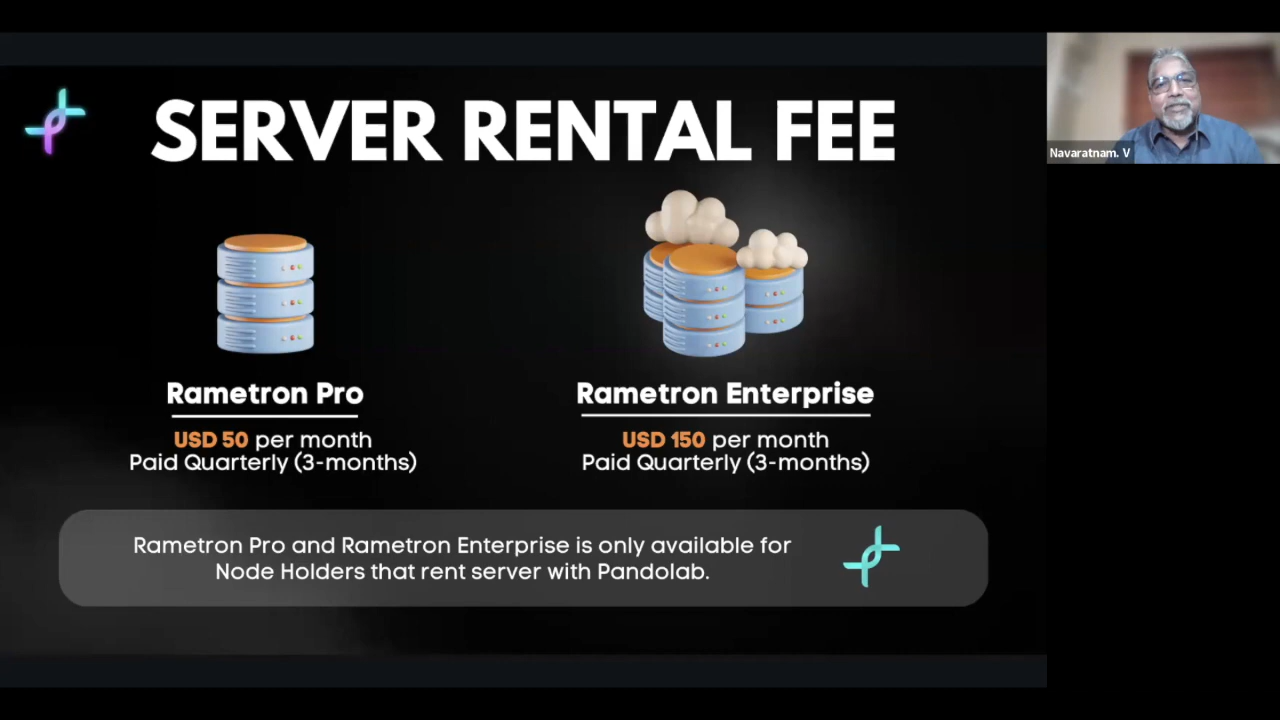 SERVER RENTAL FEE
Navaratnam. V
Rametron Pro
USD 50 per month
Paid Quarterly (3-months)
Rametron Enterprise
USD 150 per month
Paid Quarterly (3-months)
Rametron Pro and Rametron Enterprise is only available for
Node Holders that rent server with Pandolab.